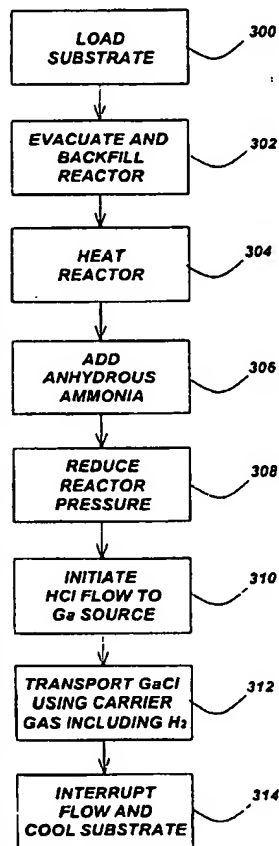 LOAD
SUBSTRATE
300
EVACUATE AND
BACKFILL
REACTOR
302
HEAT
REACTOR
304
ADD
ANHYDROUS
AMMONIA
306
REDUCE
REACTOR
PRESSURE
308
INITIATE
HCl FLOW TO
Ga SOURCE
310
TRANSPORT GaCl
USING CARRIER
GAS INCLUDING H₂
312
INTERRUPT
FLOW AND
COOL SUBSTRATE
314